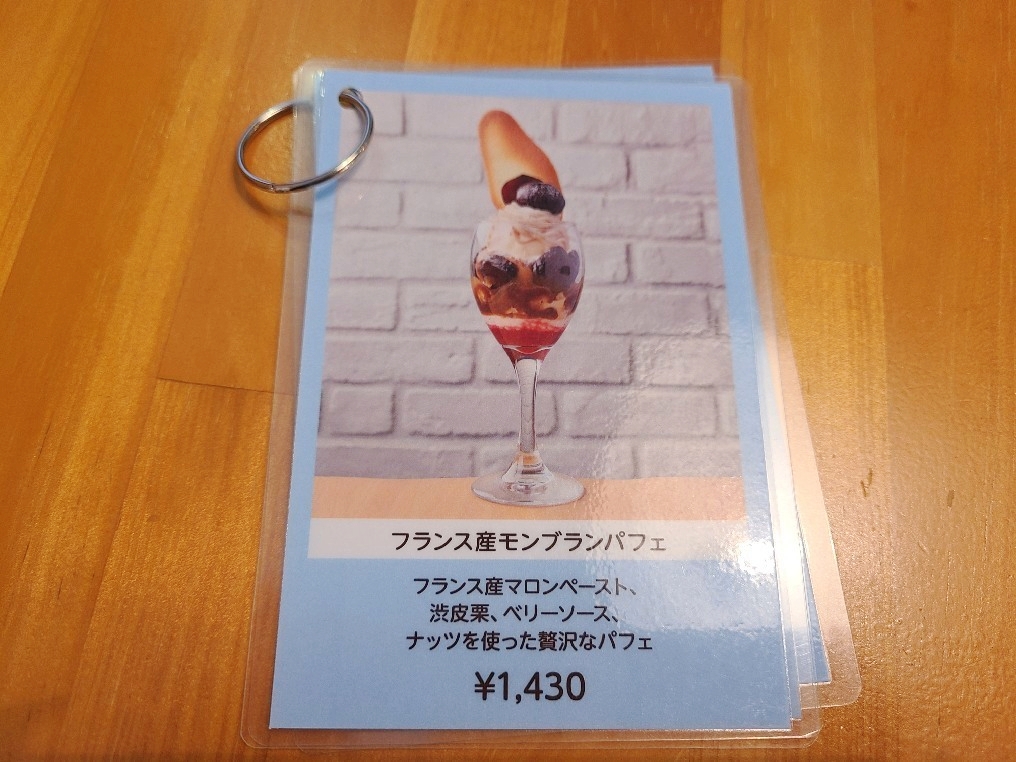 フランス産モンブランパフェ
フランス産マロンペースト、
渋皮栗、ベリーソース、
ナッツを使った贅沢なパフェ
¥1,430